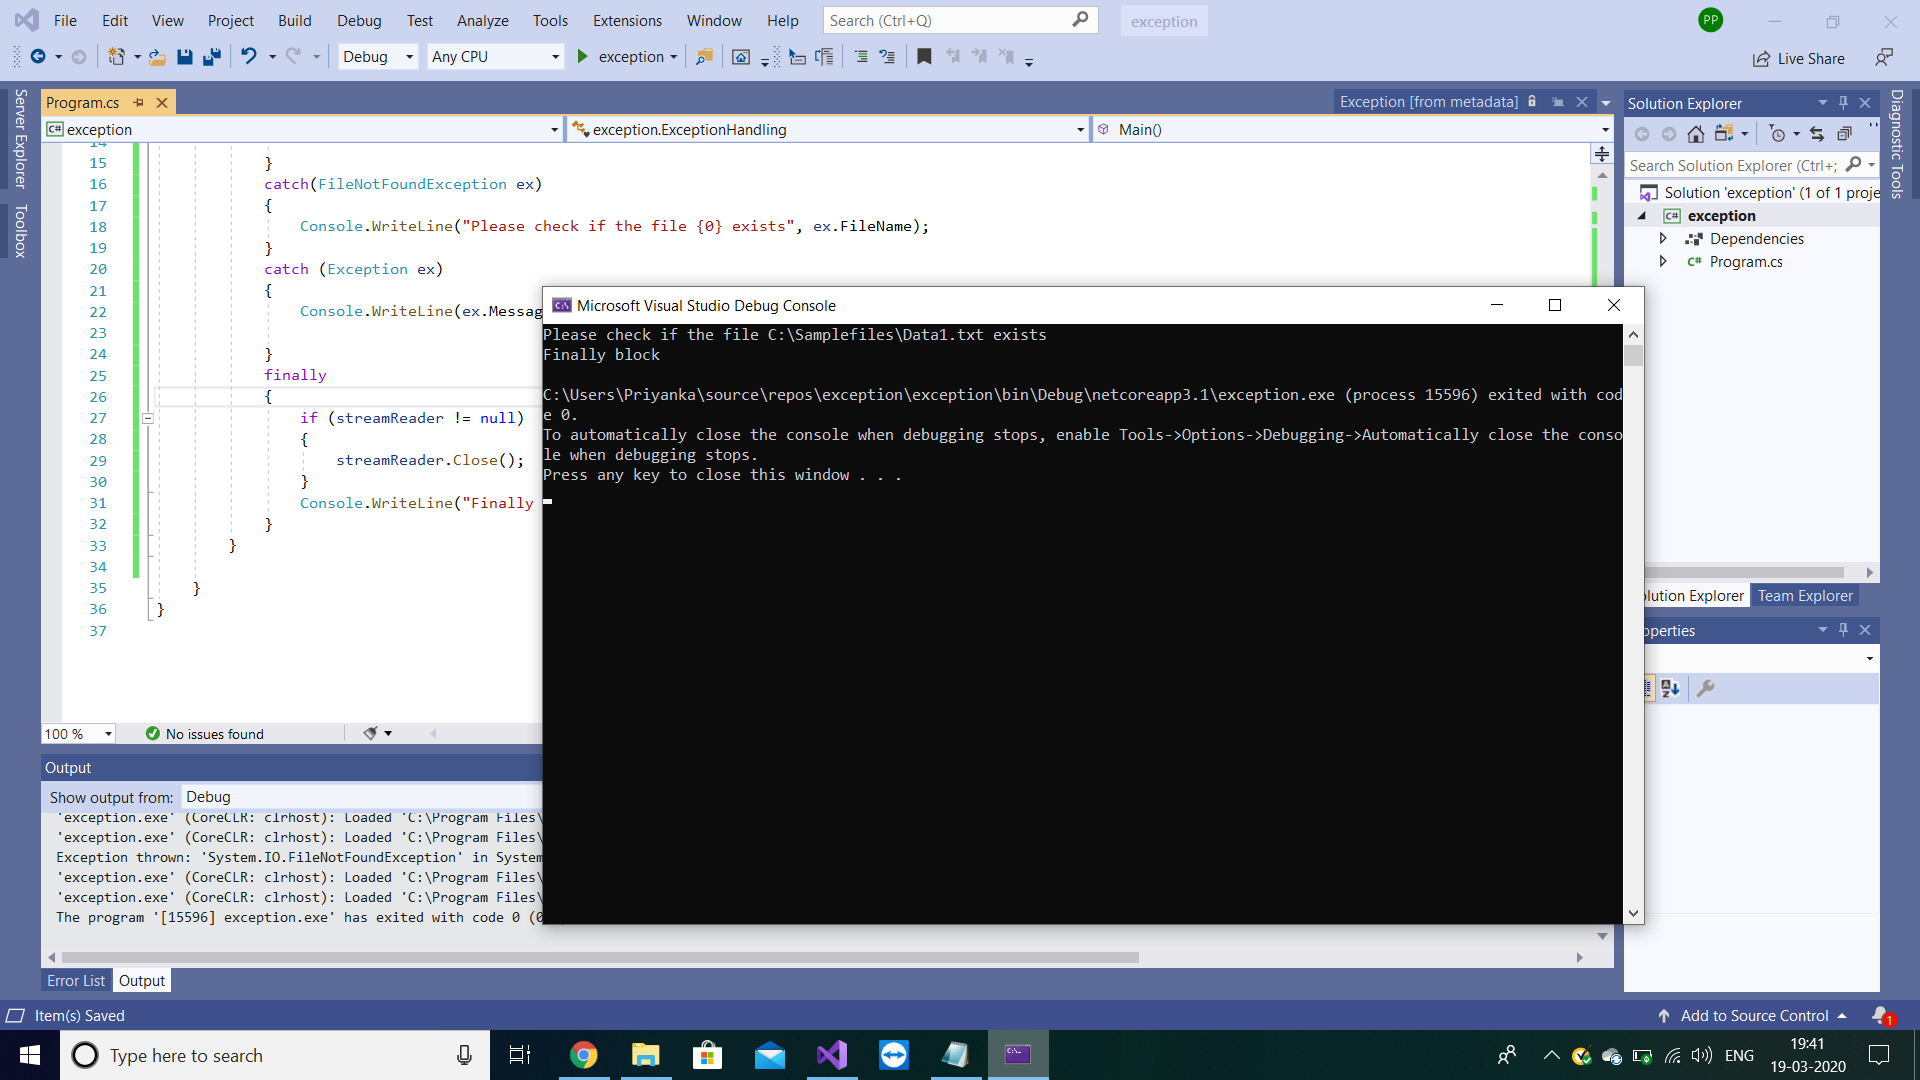 File Edit View Project Build Debug Test Analyze Tools Extensions Window Help Search (Ctrl+Q) exception PP
Debug Any CPU exception Live Share
Server Explorer
Toolbox
Program.cs Exception [from metadata]
C# exception exception.ExceptionHandling Main()
14
15 }
16 catch(FileNotFoundException ex)
17 {
18 Console.WriteLine("Please check if the file {0} exists", ex.FileName);
19 }
20 catch (Exception ex)
21 {
22 Console.WriteLine(ex.Messag
23
24 }
25 finally
26 {
27 if (streamReader != null)
28 {
29 streamReader.Close();
30 }
31 Console.WriteLine("Finally
32 }
33 }
34
35 }
36 }
37
100 % No issues found
Microsoft Visual Studio Debug Console
Please check if the file C:\Samplefiles\Data1.txt exists
Finally block
C:\Users\Priyanka\source\repos\exception\exception\bin\Debug\netcoreapp3.1\exception.exe (process 15596) exited with cod
e 0.
To automatically close the console when debugging stops, enable Tools->Options->Debugging->Automatically close the conso
le when debugging stops.
Press any key to close this window . . .
Solution Explorer
Search Solution Explorer (Ctrl+;
Solution 'exception' (1 of 1 proje
C# exception
Dependencies
C# Program.cs
olution Explorer Team Explorer
operties
Diagnostic Tools
Output
Show output from: Debug
'exception.exe' (CoreCLR: clrhost): Loaded 'C:\Program Files\
'exception.exe' (CoreCLR: clrhost): Loaded 'C:\Program Files\
Exception thrown: 'System.IO.FileNotFoundException' in System
'exception.exe' (CoreCLR: clrhost): Loaded 'C:\Program Files\
'exception.exe' (CoreCLR: clrhost): Loaded 'C:\Program Files\
The program '[15596] exception.exe' has exited with code 0 (0
Error List Output
Item(s) Saved Add to Source Control 1
Type here to search ENG 19:41
19-03-2020